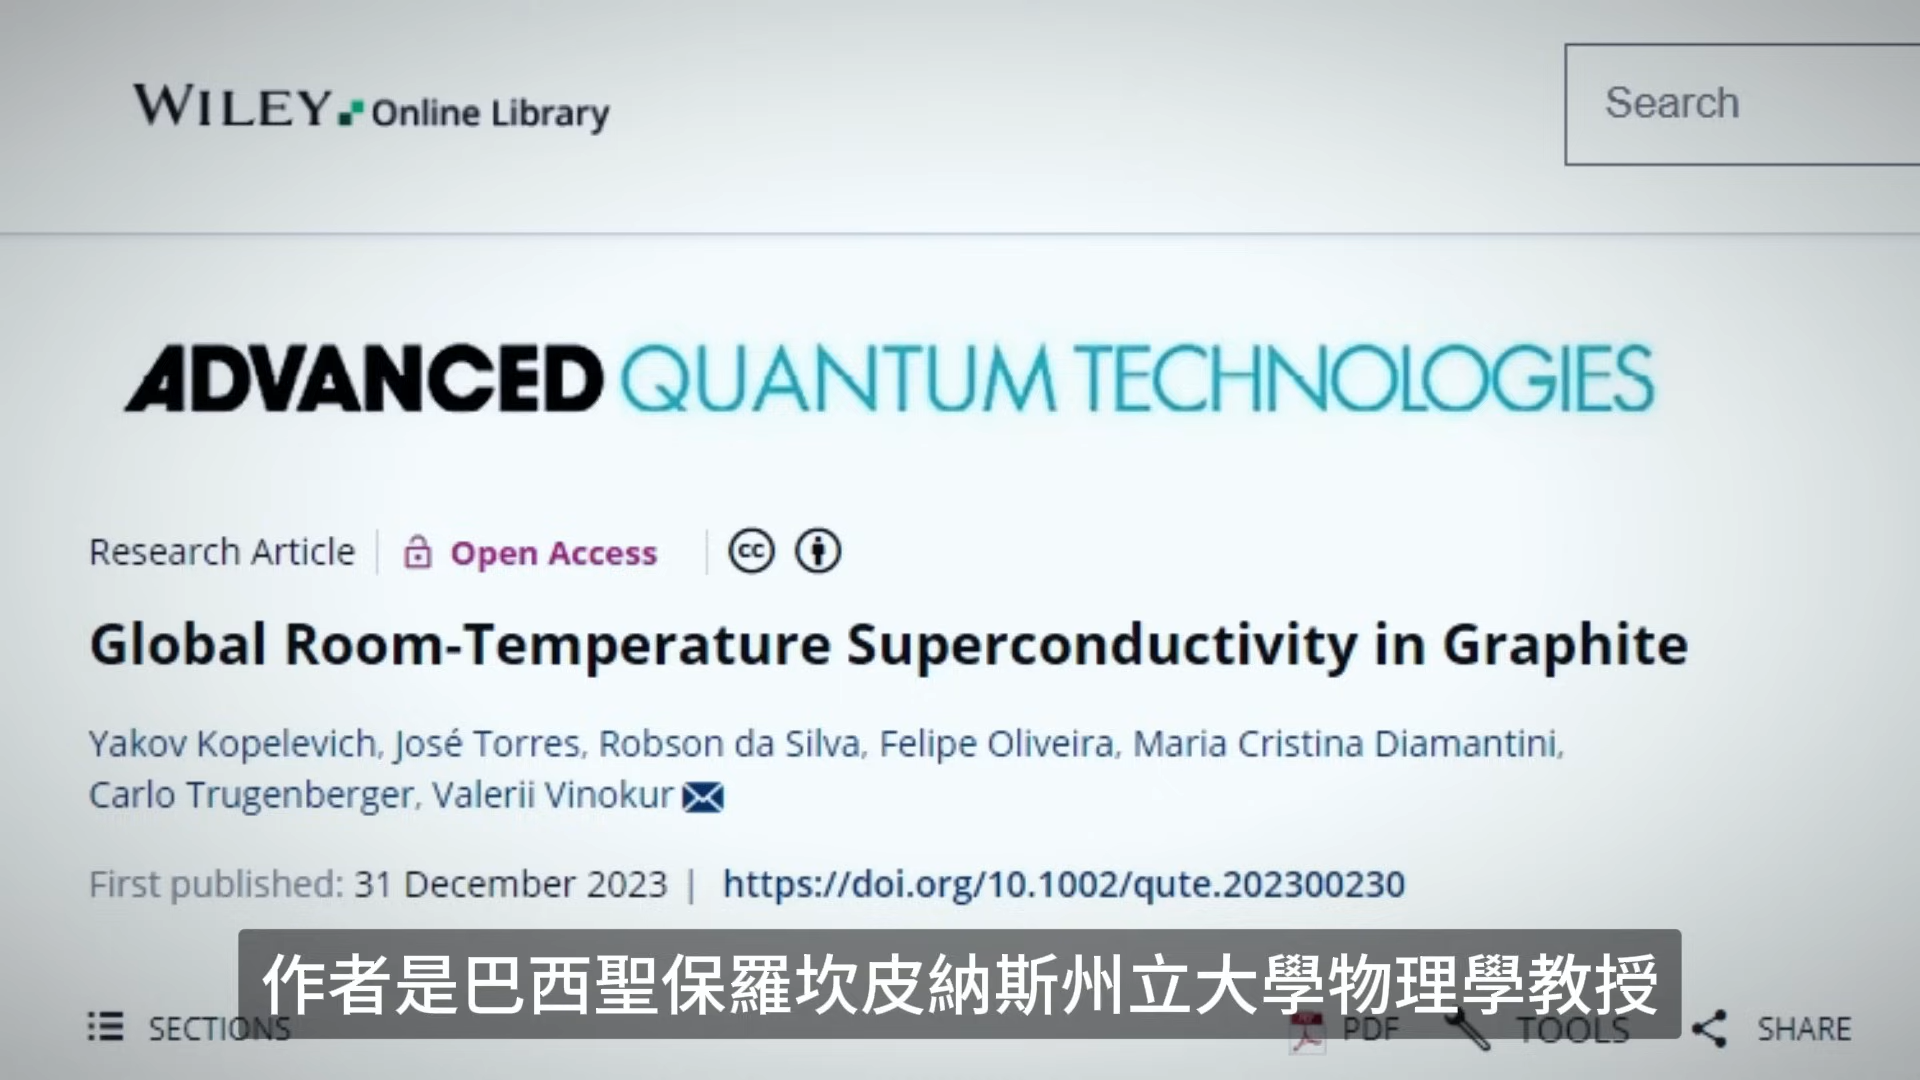 WILEY Online Library
Search
ADVANCED QUANTUM TECHNOLOGIES
Research Article | Open Access | cc
Global Room-Temperature Superconductivity in Graphite
Yakov Kopelevich, José Torres, Robson da Silva, Felipe Oliveira, Maria Cristina Diamantini,
Carlo Trugenberger, Valerii Vinokur
First published: 31 December 2023 | https://doi.org/10.1002/qute.202300230
作者是巴西聖保羅坎皮納斯州立大學物理學教授
SECTIONS PDF TOOLS SHARE